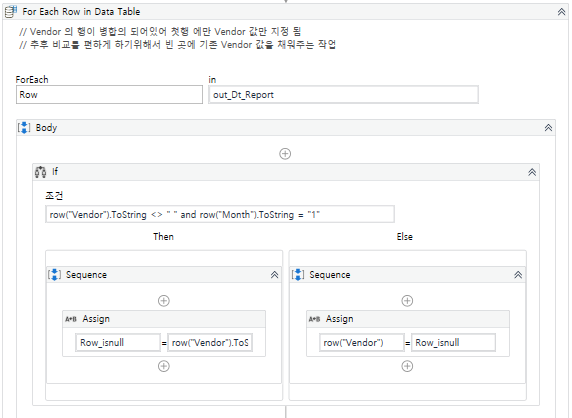 For Each Row in Data Table
// Vendor 의 행이 병합의 되어있어 첫행 에만 Vendor 값만 지정 됨
// 추후 비교를 편하게 하기위해서 빈 곳에 기존 Vendor 값을 채워주는 작업
ForEach in
Row out_Dt_Report
Body
If
조건
row("Vendor").ToString <> " " and row("Month").ToString = "1"
Then Else
Sequence Sequence
A+B Assign A+B Assign
Row_isnull = row("Vendor").ToS row("Vendor") = Row_isnull